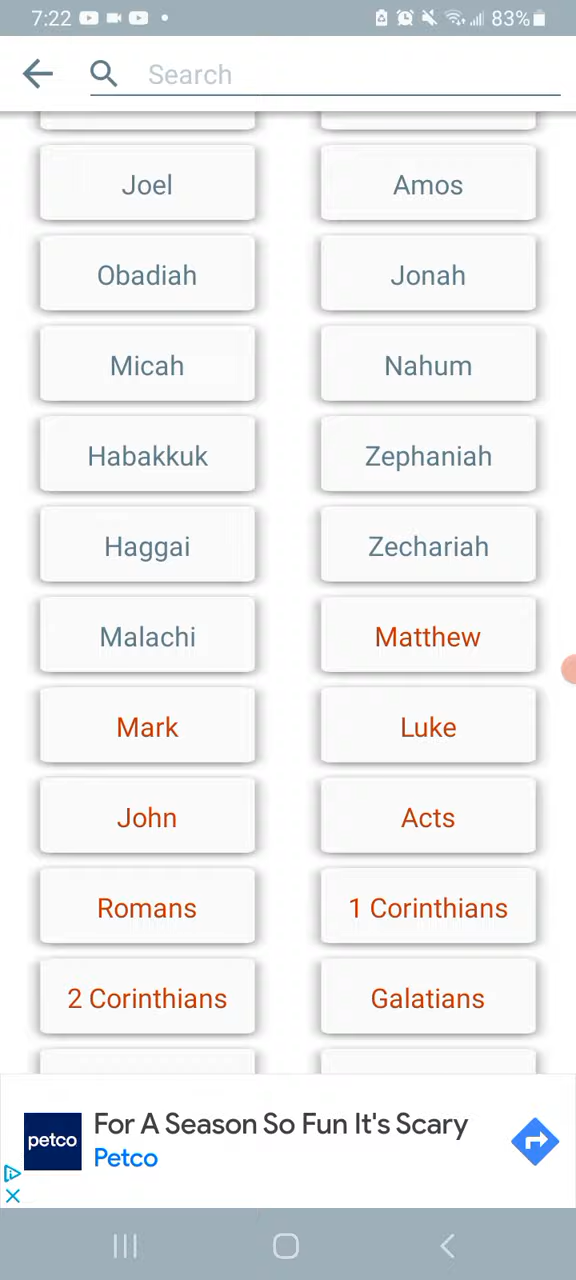 7:22 83%
Search
Joel Amos
Obadiah Jonah
Micah Nahum
Habakkuk Zephaniah
Haggai Zechariah
Malachi Matthew
Mark Luke
John Acts
Romans 1 Corinthians
2 Corinthians Galatians
petco
For A Season So Fun It's Scary
Petco